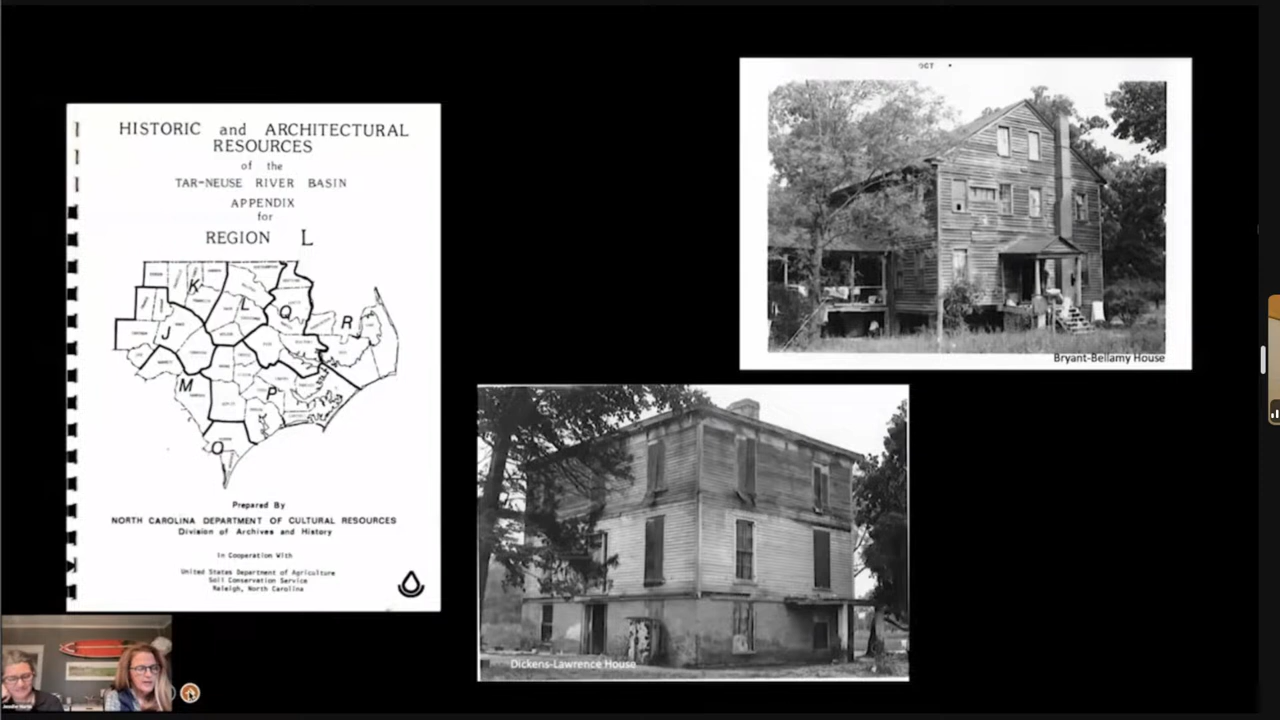 HISTORIC and ARCHITECTURAL
RESOURCES
of the
TAR-NEUSE RIVER BASIN
APPENDIX
for
REGION L
K
L
Q
R
J
M
P
O
Prepared By
NORTH CAROLINA DEPARTMENT OF CULTURAL RESOURCES
Division of Archives and History
In Cooperation With
United States Department of Agriculture
Soil Conservation Service
Raleigh, North Carolina
OCT
Bryant-Bellamy House
Dickens-Lawrence House